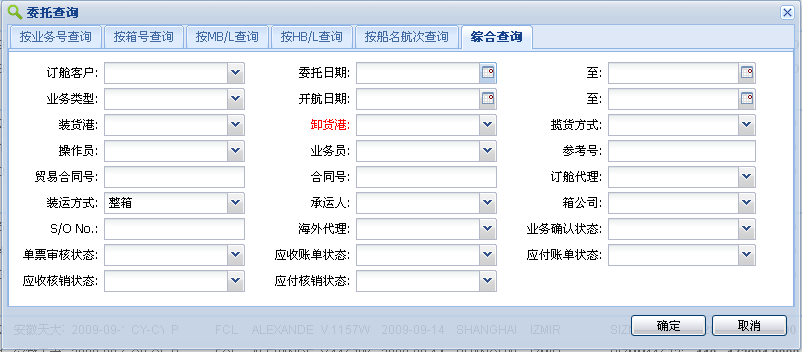 委托查询
按业务号查询 按箱号查询 按MB/L查询 按HB/L查询 按船名航次查询 综合查询
订舱客户: 委托日期: 至:
业务类型: 开航日期: 至:
装货港: 卸货港: 揽货方式:
操作员: 业务员: 参考号:
贸易合同号: 合同号: 订舱代理:
装运方式: 整箱 承运人: 箱公司:
S/O No.: 海外代理: 业务确认状态:
单票审核状态: 应收账单状态: 应付账单状态:
应收核销状态: 应付核销状态:
确定 取消
安徽天大: 2009-09-' CY-C) P FCL ALEXANDE V.1157W 2009-09-14 SHANGHAI IZMIR